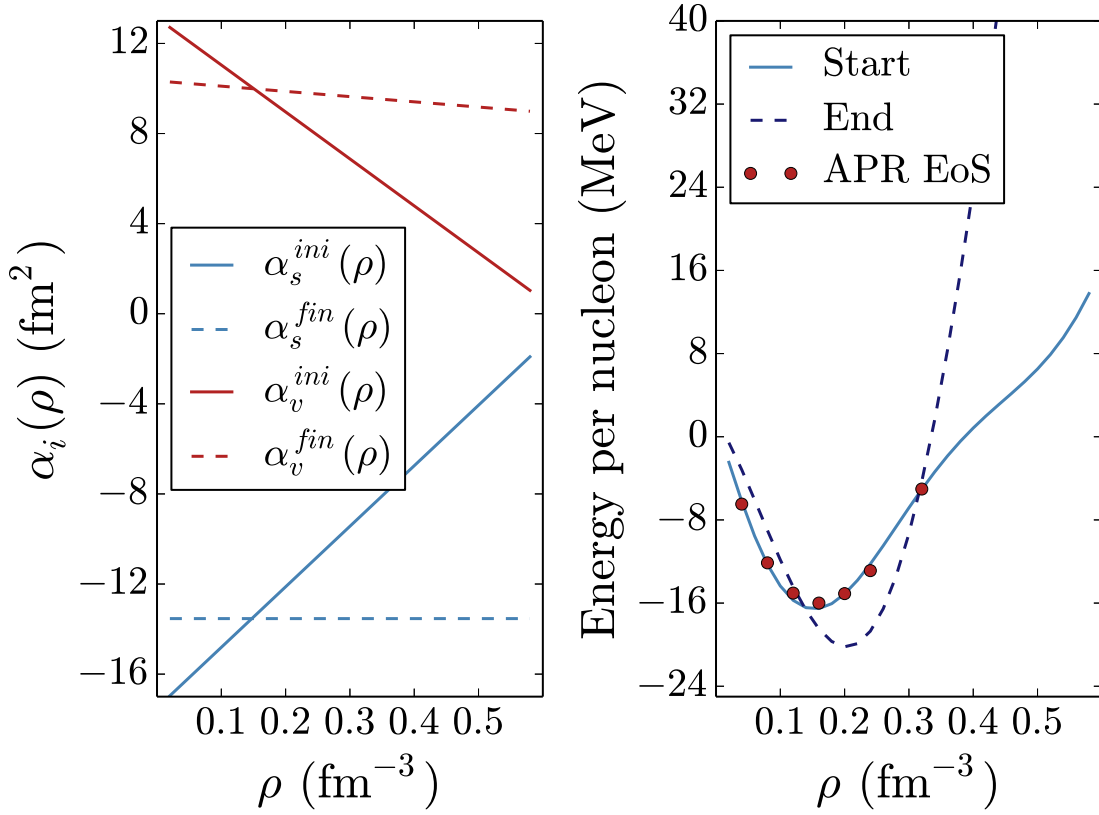 12
8
4
0
−4
−8
−12
−16
0.1 0.2 0.3 0.4 0.5
ρ (fm⁻³)
αᵢ(ρ) (fm²)
α_s^{ini}(ρ)
α_s^{fin}(ρ)
α_v^{ini}(ρ)
α_v^{fin}(ρ)
40
32
24
16
8
0
−8
−16
−24
0.1 0.2 0.3 0.4 0.5
ρ (fm⁻³)
Energy per nucleon (MeV)
Start
End
APR EoS